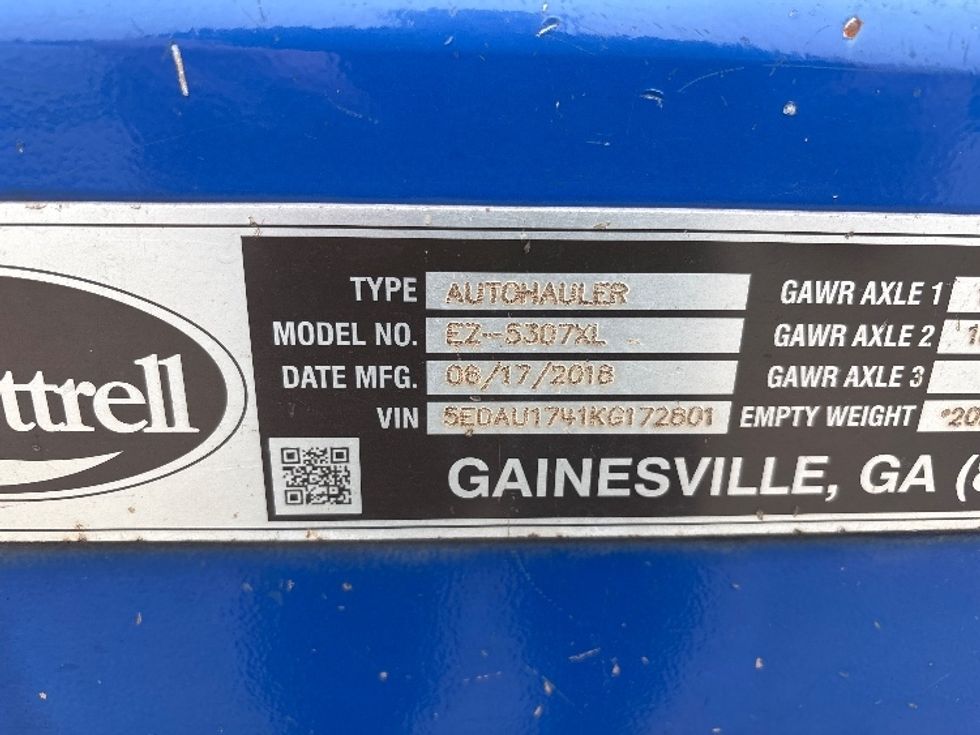 ttrell
TYPE AUTOHAULER
MODEL NO. EZ-5307XL
DATE MFG. 06/17/2018
VIN 5EDAU1741KG172801
GAWR AXLE 1
GAWR AXLE 2
GAWR AXLE 3
EMPTY WEIGHT
GAINESVILLE, GA